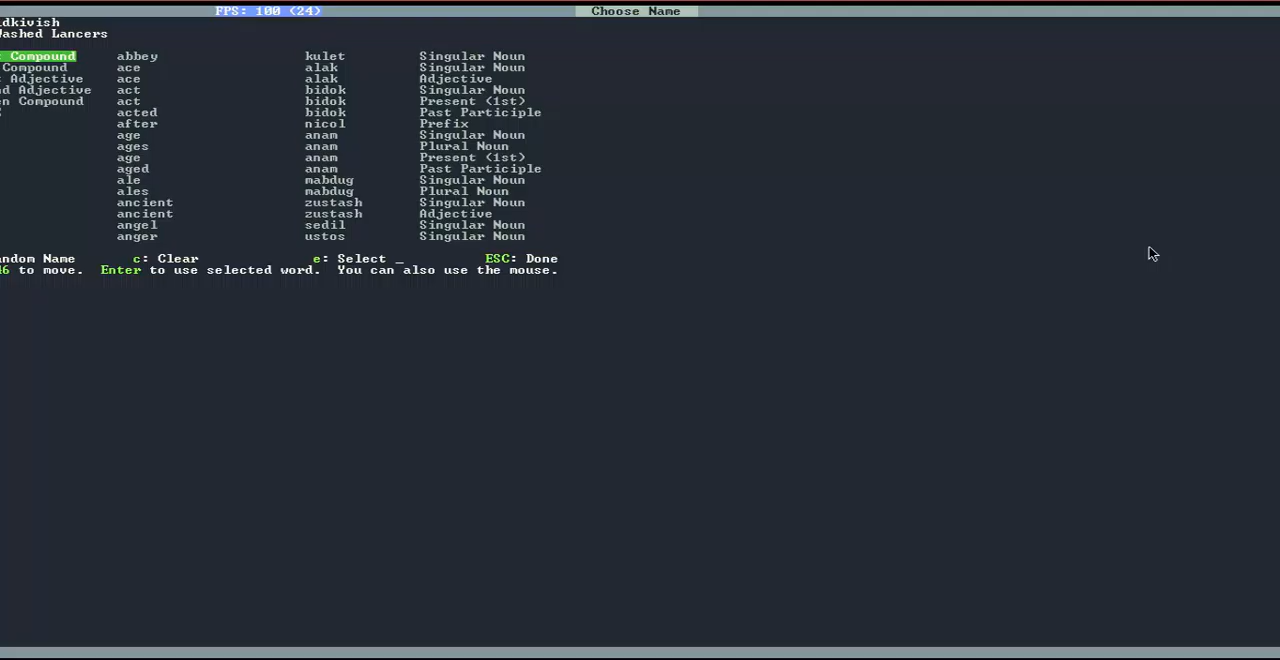 FPS: 100 (24) Choose Name
dkivish
Washed Lancers
Compound abbey kulet Singular Noun
Compound ace alak Singular Noun
Adjective ace alak Adjective
d Adjective act bidok Singular Noun
n Compound act bidok Present (1st)
acted bidok Past Participle
after nicol Prefix
age anam Singular Noun
ages anam Plural Noun
age anam Present (1st)
aged anam Past Participle
ale mabdug Singular Noun
ales mabdug Plural Noun
ancient zustash Singular Noun
ancient zustash Adjective
angel sedil Singular Noun
anger ustos Singular Noun
andom Name c: Clear e: Select _ ESC: Done
46 to move. Enter to use selected word. You can also use the mouse.